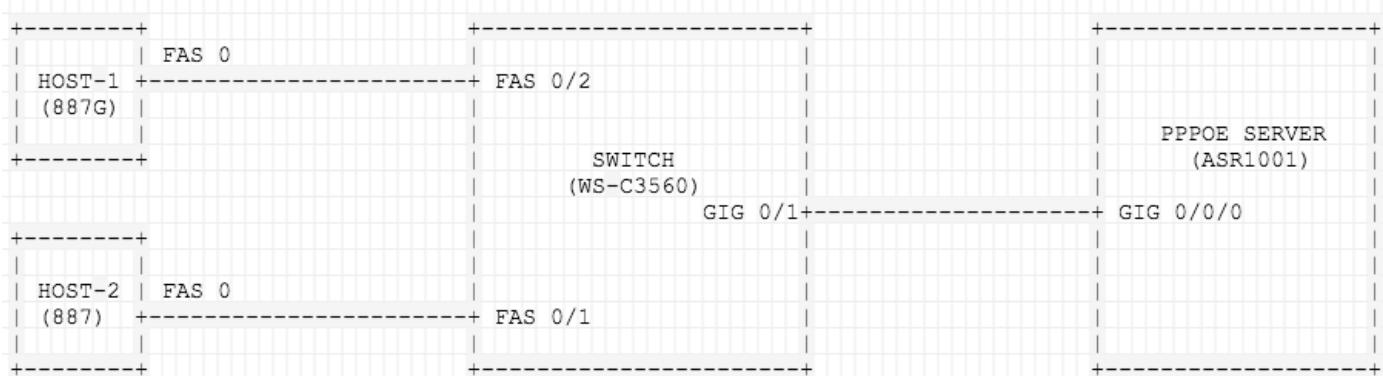 FAS 0
HOST-1
FAS 0/2
(887G)
PPPOE SERVER
SWITCH
(ASR1001)
(WS-C3560)
GIG 0/1
GIG 0/0/0
HOST-2
FAS 0
(887)
FAS 0/1